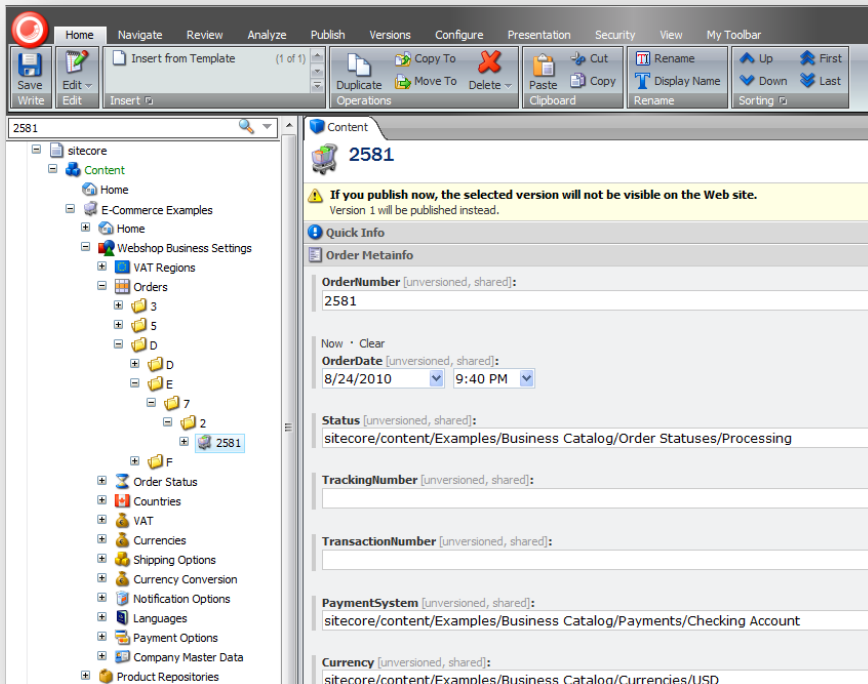 Home Navigate Review Analyze Publish Versions Configure Presentation Security View My Toolbar
Insert from Template (1 of 1) Copy To Cut Rename Up First
Save Edit Duplicate Move To Delete Paste Copy Display Name Down Last
Write Edit Insert Operations Clipboard Rename Sorting
2581
Content
sitecore
Content
Home
E-Commerce Examples
Home
Webshop Business Settings
VAT Regions
Orders
3
5
D
D
E
7
2
2581
F
Order Status
Countries
VAT
Currencies
Shipping Options
Currency Conversion
Notification Options
Languages
Payment Options
Company Master Data
Product Repositories
2581
If you publish now, the selected version will not be visible on the Web site.
Version 1 will be published instead.
Quick Info
Order Metainfo
OrderNumber [unversioned, shared]:
2581
Now · Clear
OrderDate [unversioned, shared]:
8/24/2010 9:40 PM
Status [unversioned, shared]:
sitecore/content/Examples/Business Catalog/Order Statuses/Processing
TrackingNumber [unversioned, shared]:
TransactionNumber [unversioned, shared]:
PaymentSystem [unversioned, shared]:
sitecore/content/Examples/Business Catalog/Payments/Checking Account
Currency [unversioned, shared]:
sitecore/content/Examples/Business Catalog/Currencies/USD